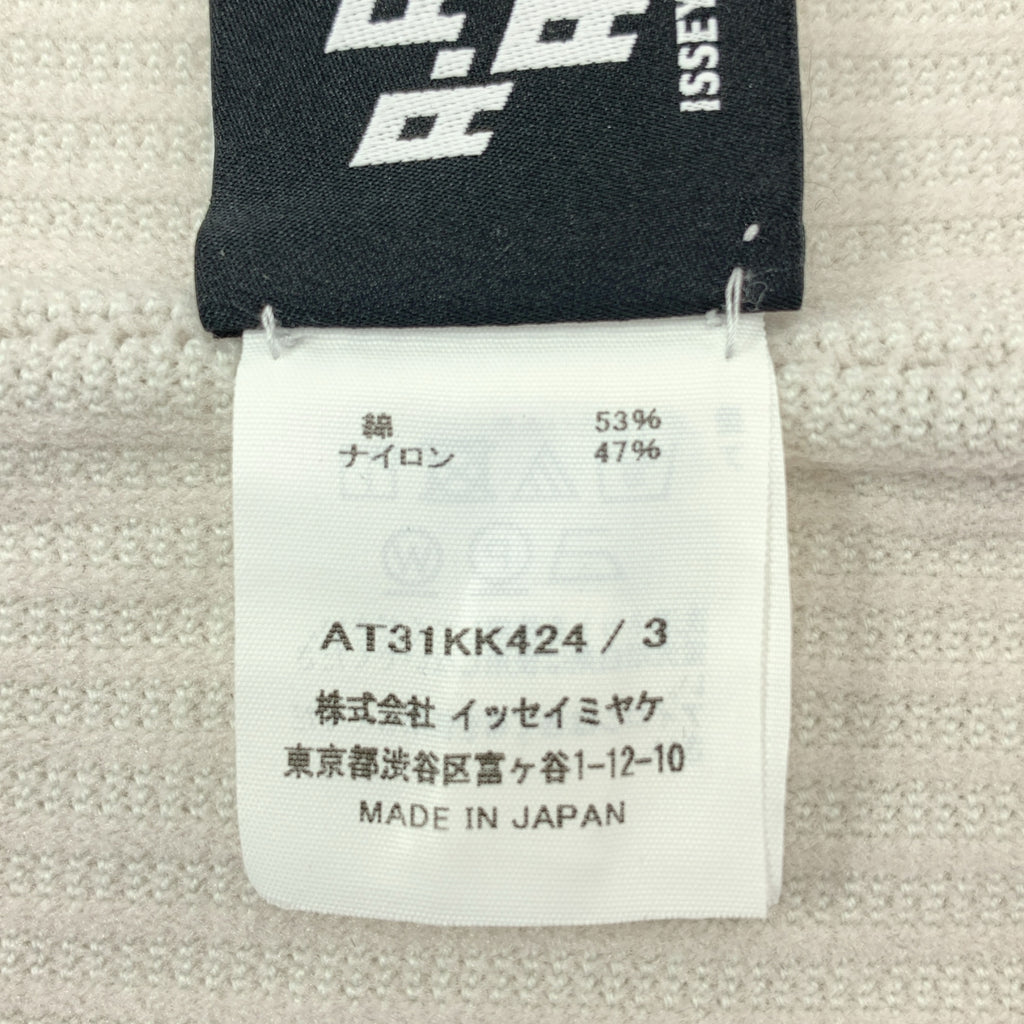 ISSEY
綿 53%
ナイロン 47%
AT31KK424 / 3
株式会社 イッセイミヤケ
東京都渋谷区富ヶ谷1-12-10
MADE IN JAPAN